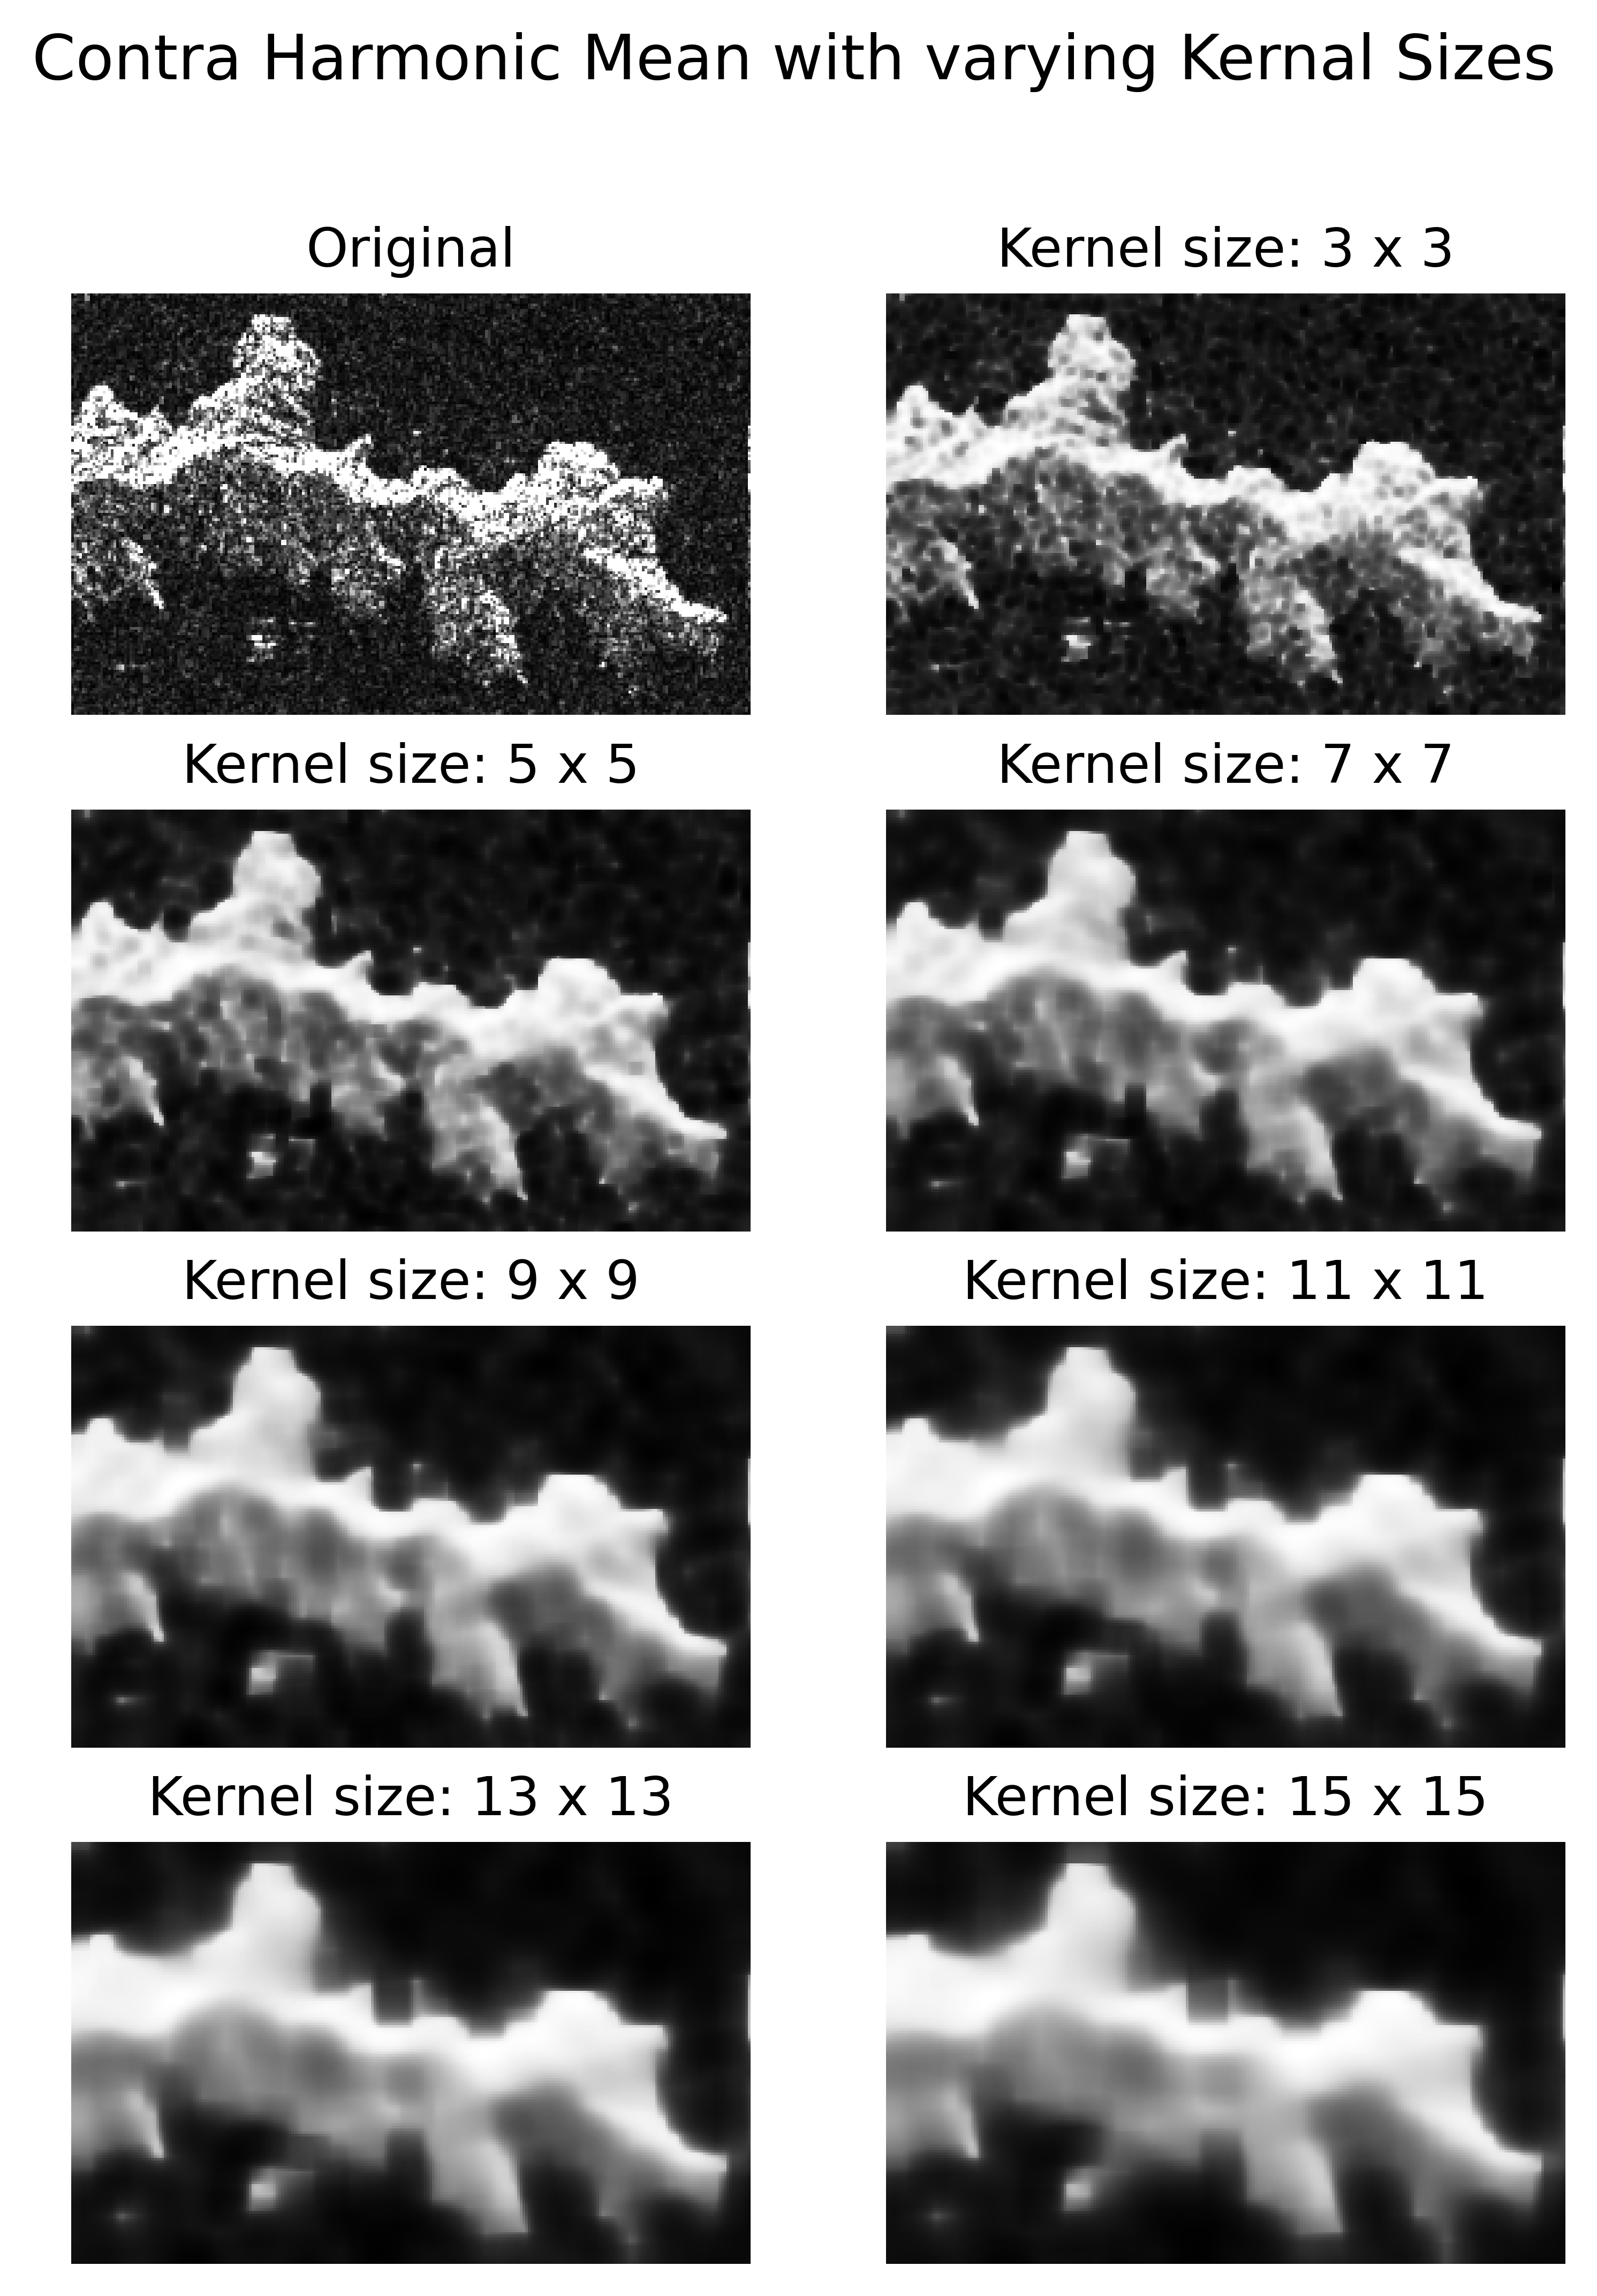 Contra Harmonic Mean with varying Kernal Sizes
Original
Kernel size: 3 x 3
Kernel size: 5 x 5
Kernel size: 7 x 7
Kernel size: 9 x 9
Kernel size: 11 x 11
Kernel size: 13 x 13
Kernel size: 15 x 15